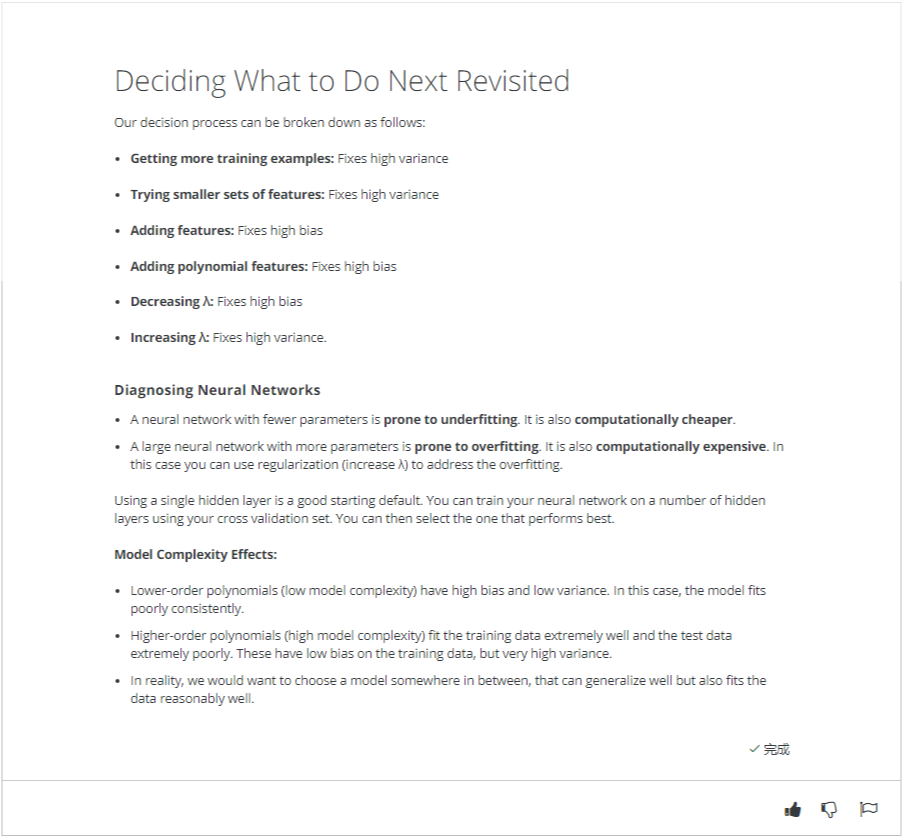 Deciding What to Do Next Revisited
Our decision process can be broken down as follows:
• Getting more training examples: Fixes high variance
• Trying smaller sets of features: Fixes high variance
• Adding features: Fixes high bias
• Adding polynomial features: Fixes high bias
• Decreasing λ: Fixes high bias
• Increasing λ: Fixes high variance.
Diagnosing Neural Networks
• A neural network with fewer parameters is prone to underfitting. It is also computationally cheaper.
• A large neural network with more parameters is prone to overfitting. It is also computationally expensive. In
this case you can use regularization (increase λ) to address the overfitting.
Using a single hidden layer is a good starting default. You can train your neural network on a number of hidden
layers using your cross validation set. You can then select the one that performs best.
Model Complexity Effects:
• Lower-order polynomials (low model complexity) have high bias and low variance. In this case, the model fits
poorly consistently.
• Higher-order polynomials (high model complexity) fit the training data extremely well and the test data
extremely poorly. These have low bias on the training data, but very high variance.
• In reality, we would want to choose a model somewhere in between, that can generalize well but also fits the
data reasonably well.
✓ 完成